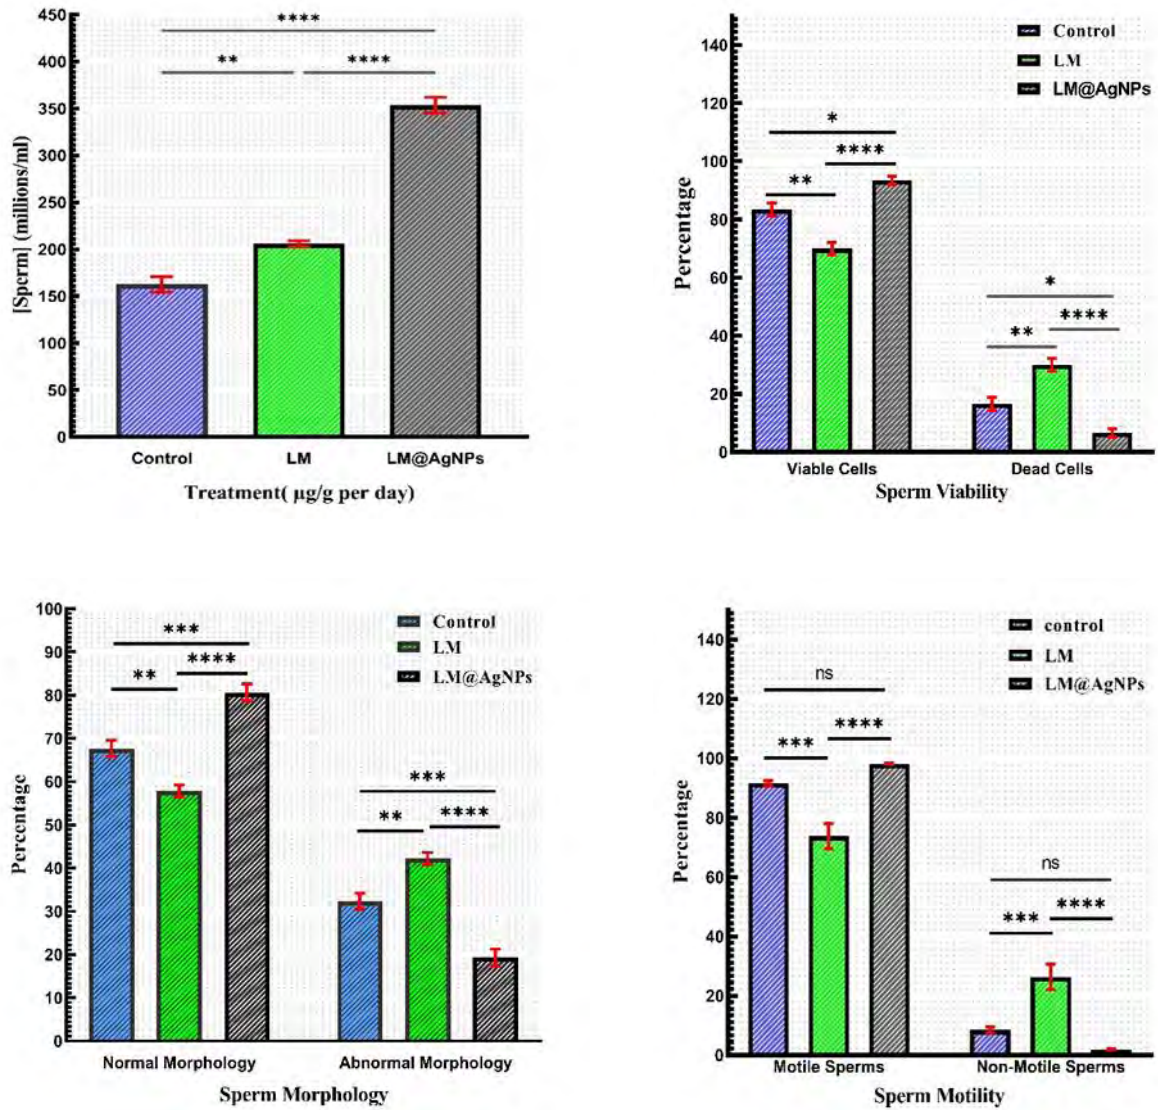 450
400
350
300
250
200
150
100
50
0
[Sperm] (millions/ml)
****
**
****
Control
LM
LM@AgNPs
Treatment( µg/g per day)
140
120
100
80
60
40
20
0
Percentage
Control
LM
LM@AgNPs
*
****
**
*
****
**
Viable Cells
Dead Cells
Sperm Viability
100
90
80
70
60
50
40
30
20
10
0
Percentage
Control
LM
LM@AgNPs
***
****
**
***
**
****
Normal Morphology
Abnormal Morphology
Sperm Morphology
140
120
100
80
60
40
20
0
Percentage
control
LM
LM@AgNPs
ns
****
***
ns
****
***
Motile Sperms
Non-Motile Sperms
Sperm Motility